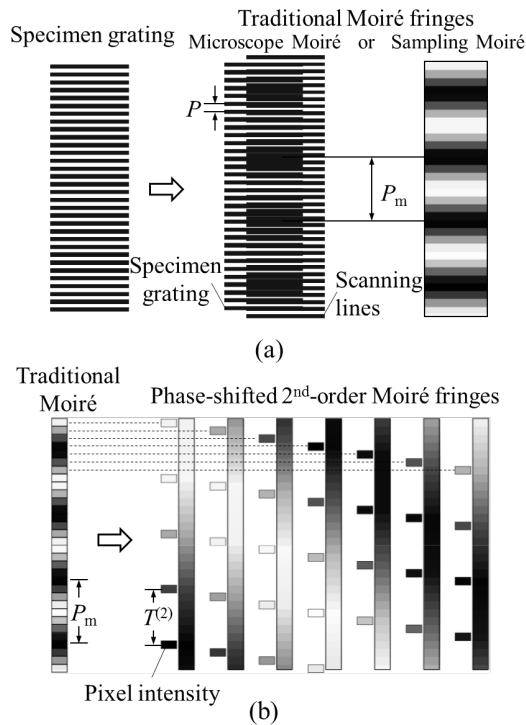 Traditional Moiré fringes
Specimen grating
Microscope Moiré or Sampling Moiré
P
Pm
Specimen
grating
Scanning
lines
(a)
Traditional
Moiré
Phase-shifted 2nd-order Moiré fringes
Pm
T(2)
Pixel intensity
(b)